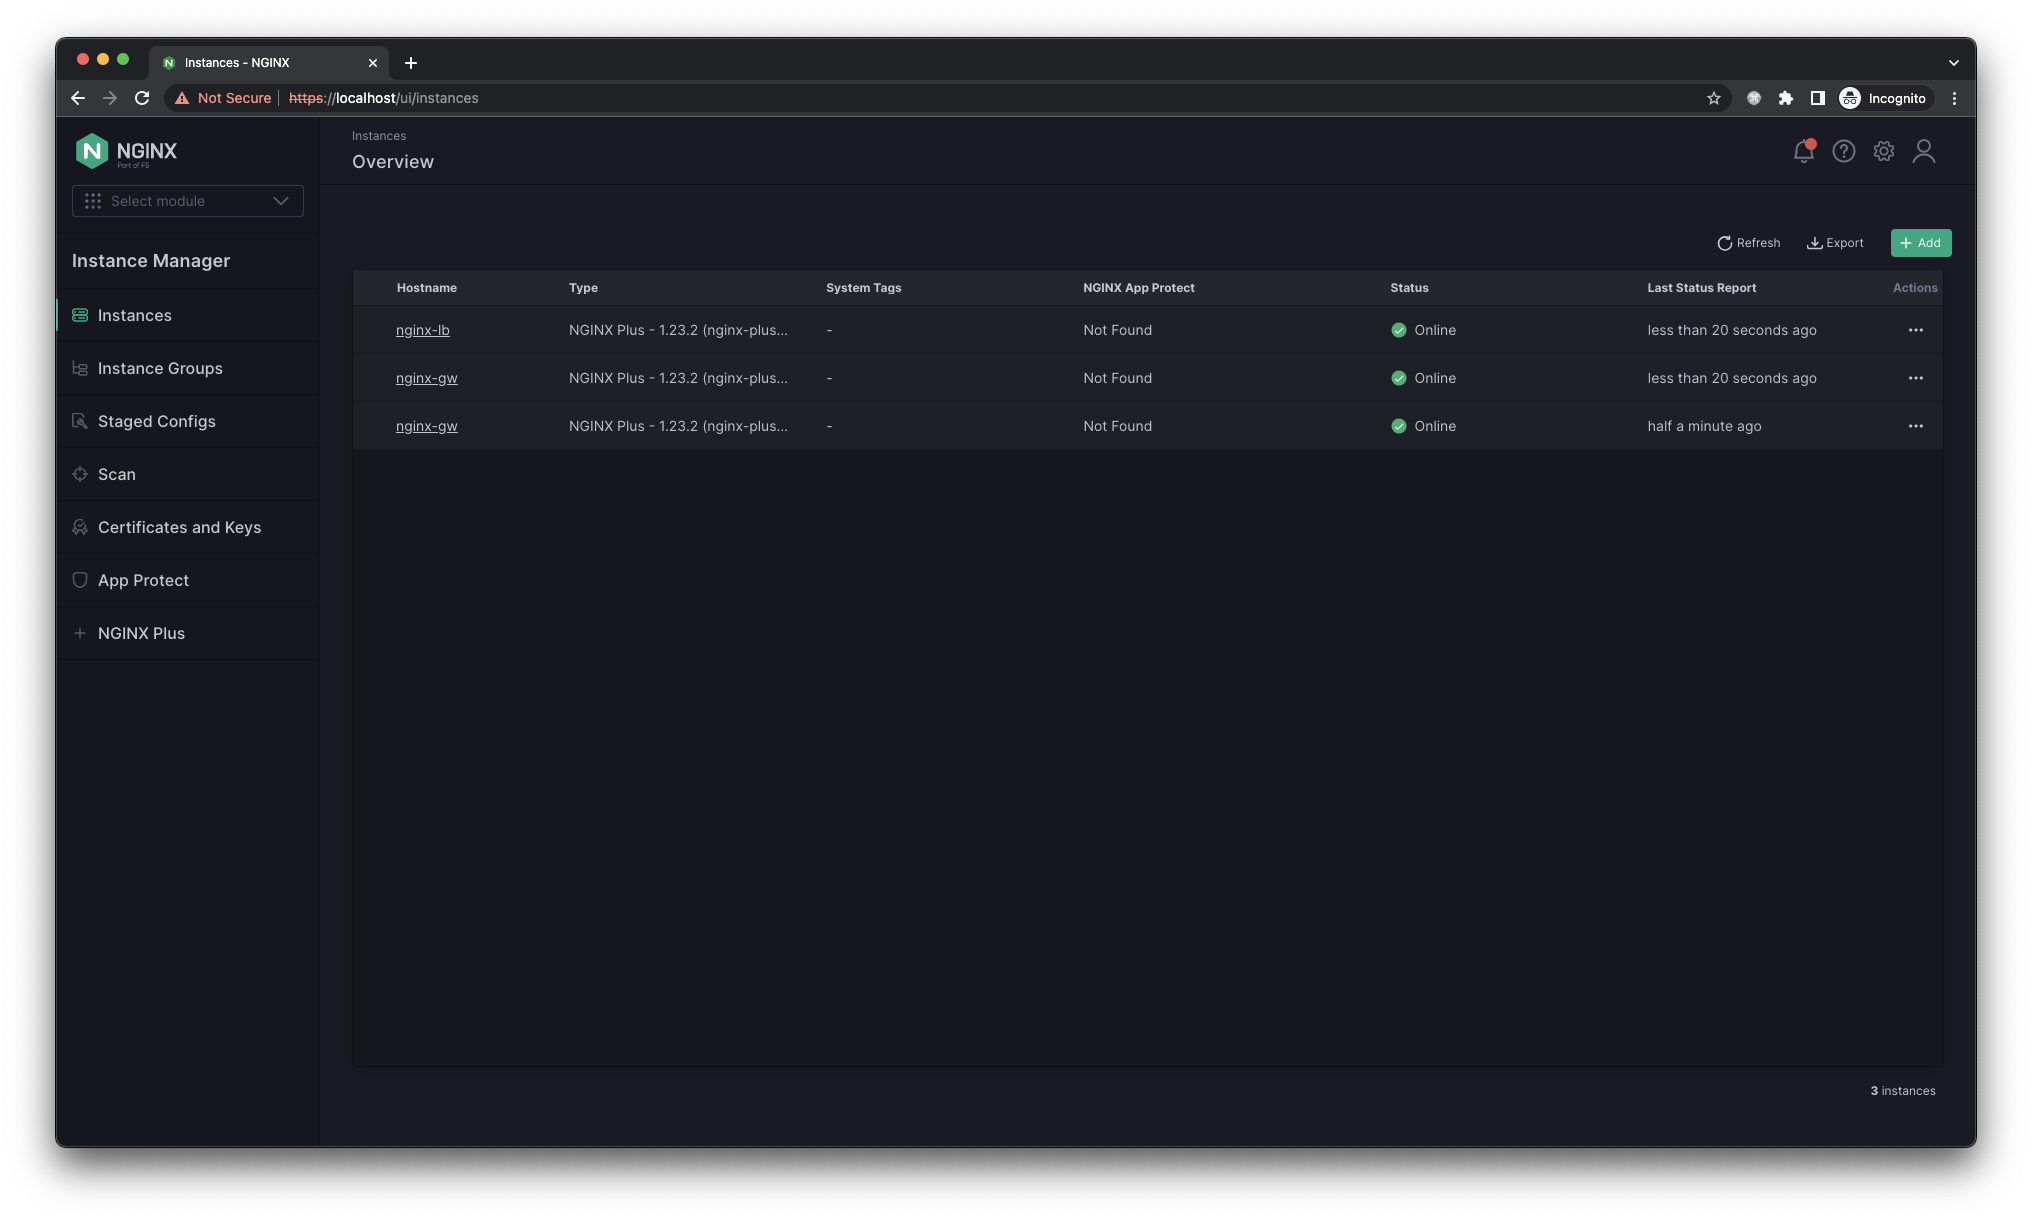 Instances - NGINX
Not Secure https://localhost/ui/instances Incognito
NGINX
Part of F5
Select module
Instance Manager
Instances
Instance Groups
Staged Configs
Scan
Certificates and Keys
App Protect
NGINX Plus
Instances
Overview
Refresh Export Add
Hostname Type System Tags NGINX App Protect Status Last Status Report Actions
nginx-lb NGINX Plus - 1.23.2 (nginx-plus... - Not Found Online less than 20 seconds ago ...
nginx-gw NGINX Plus - 1.23.2 (nginx-plus... - Not Found Online less than 20 seconds ago ...
nginx-gw NGINX Plus - 1.23.2 (nginx-plus... - Not Found Online half a minute ago ...
3 instances